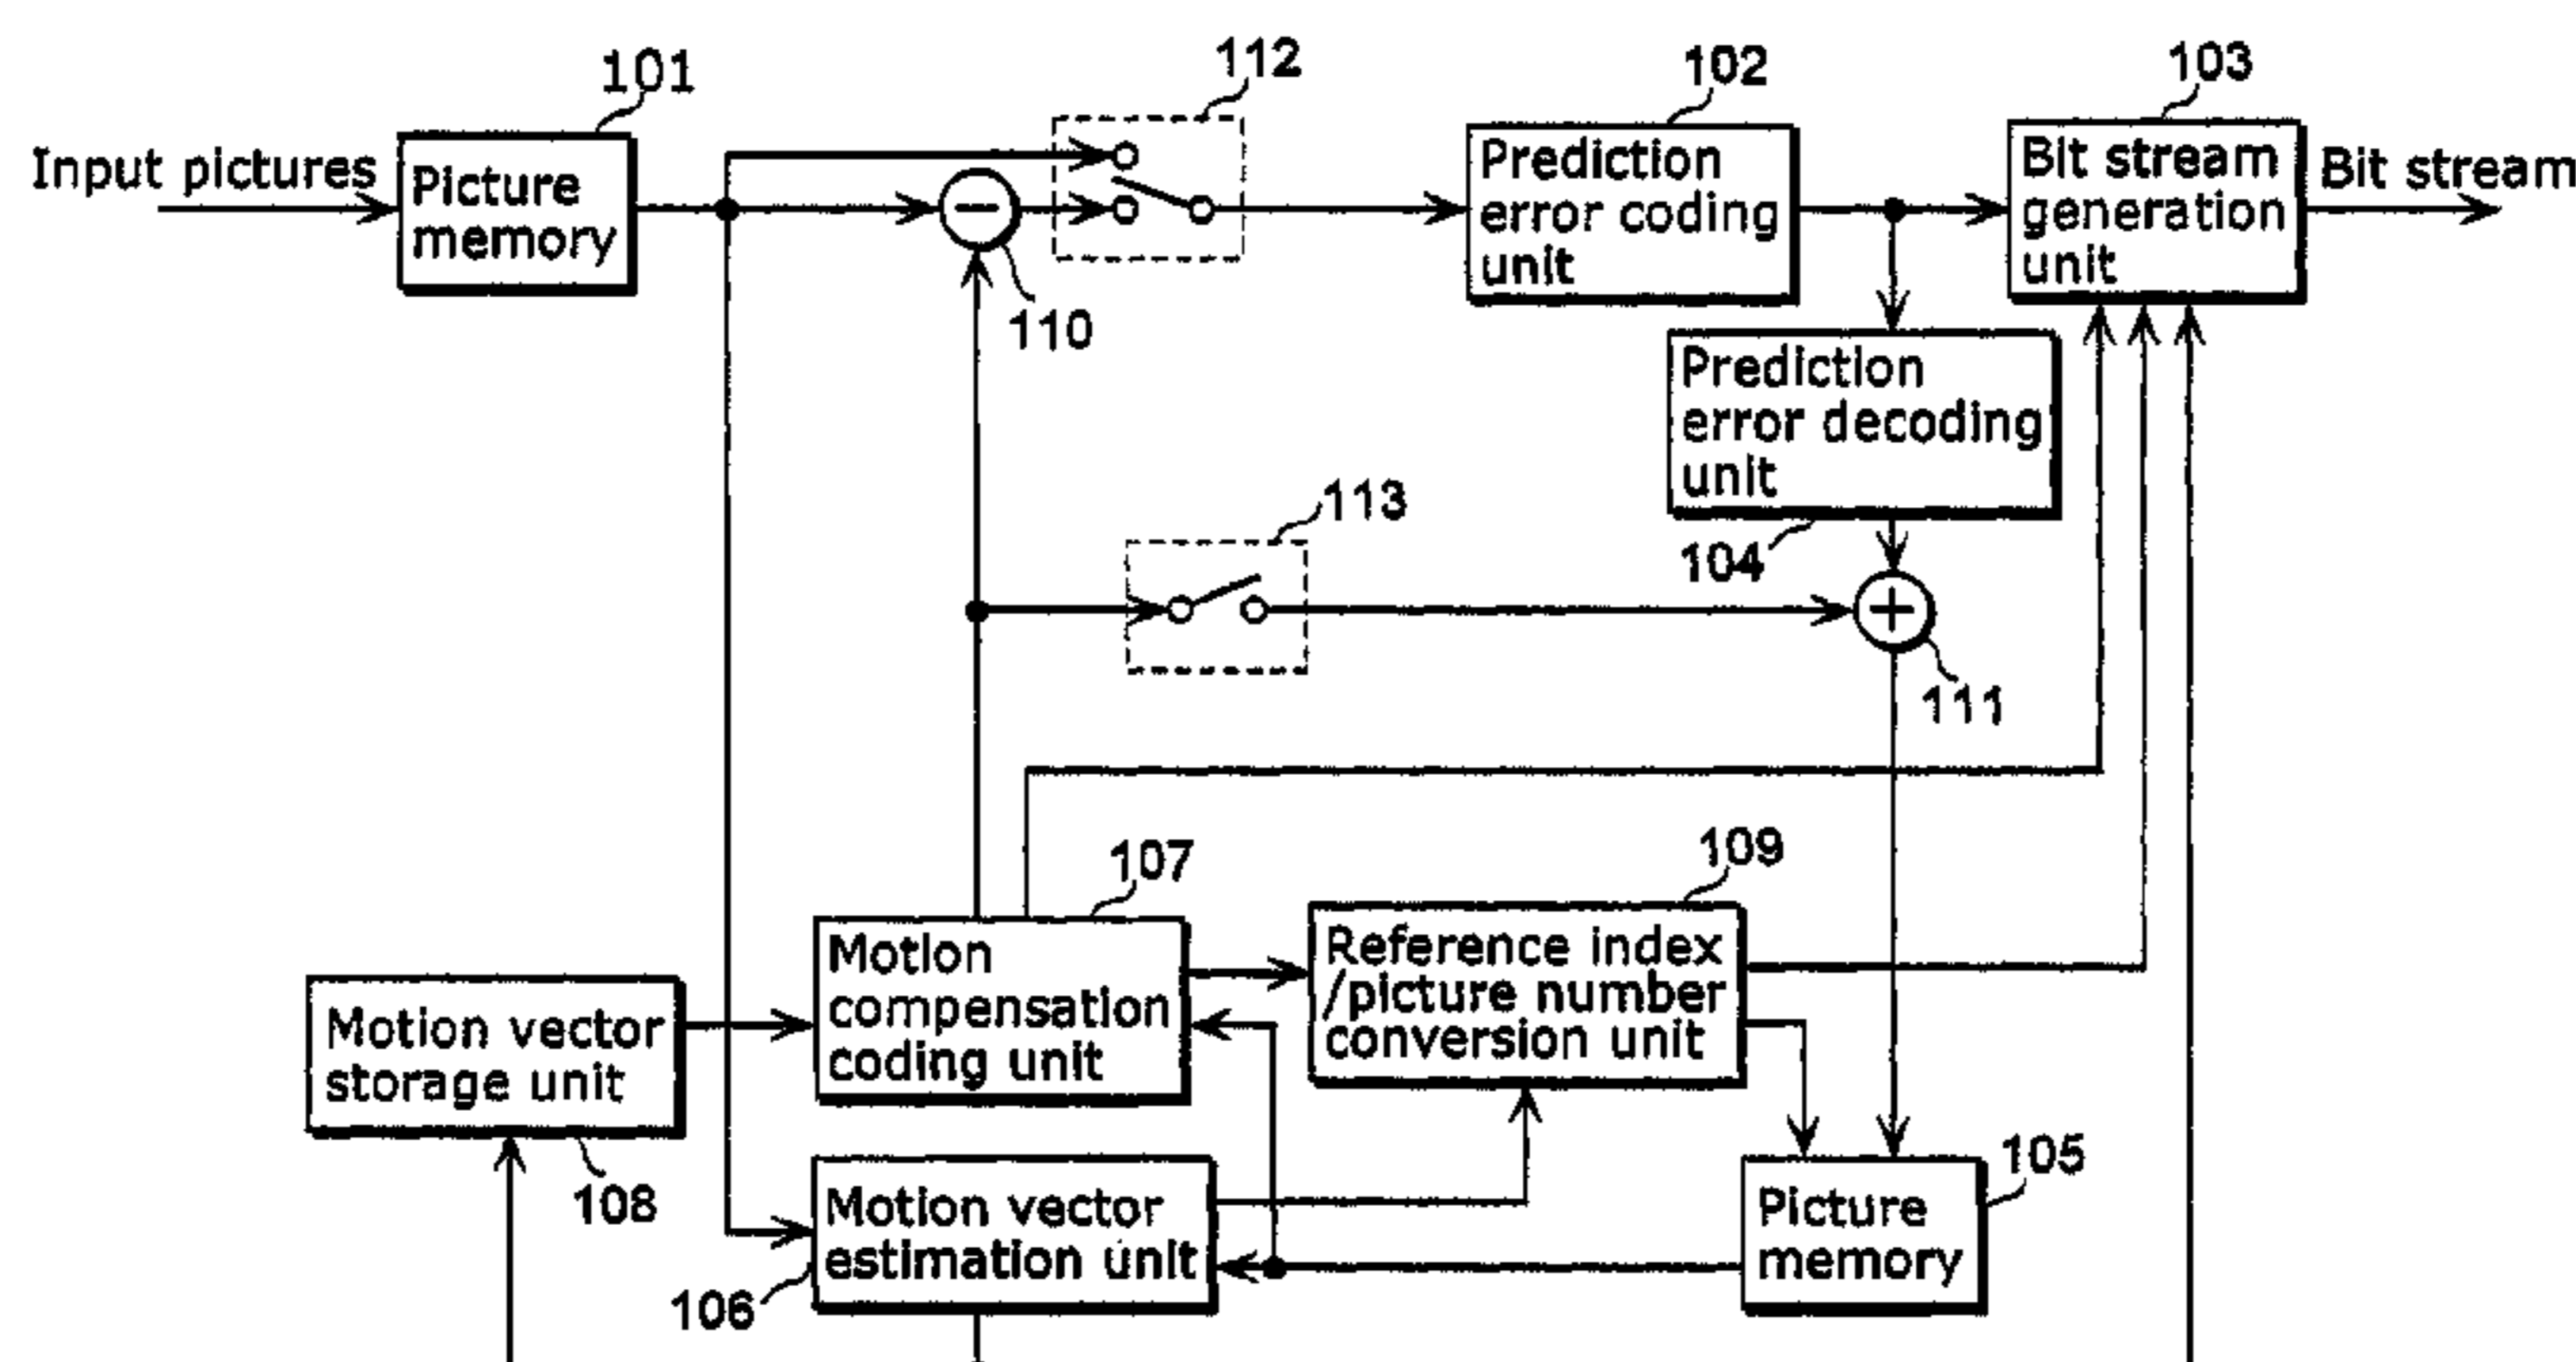 101
112
102
103
Input pictures
Picture
memory
Prediction
error coding
unit
Bit stream
generation
unit
Bit stream
110
Prediction
error decoding
unit
113
104
111
107
109
Motion
compensation
coding unit
Reference index
/picture number
conversion unit
Motion vector
storage unit
108
Motion vector
estimation unit
106
Picture
memory
105